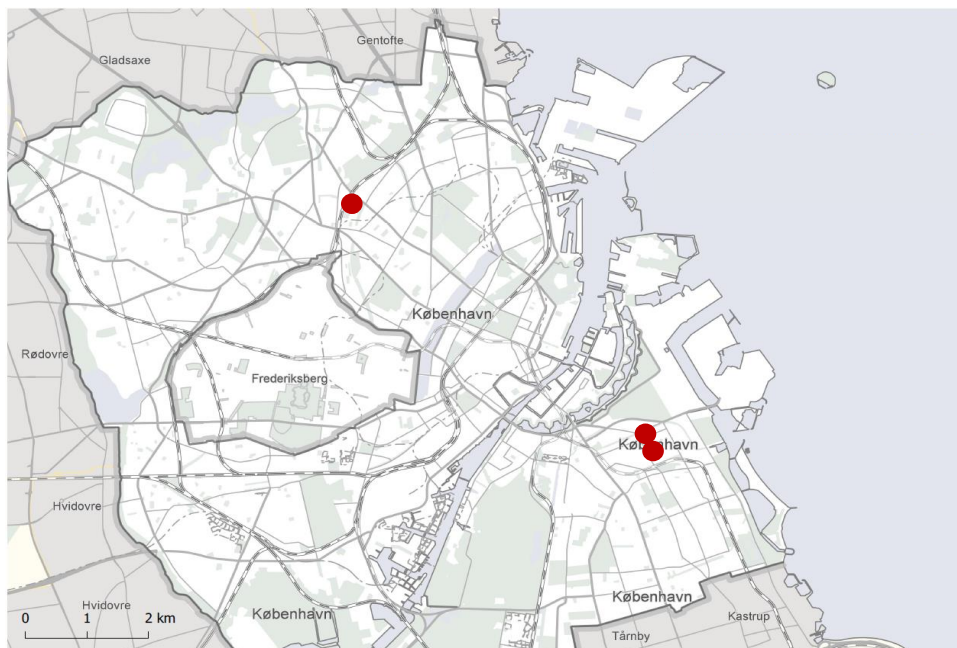 Gentofte
Gladsaxe
København
Rødovre
Frederiksberg
København
Hvidovre
København
København
Hvidovre
Kastrup
Tårnby
0 1 2 km